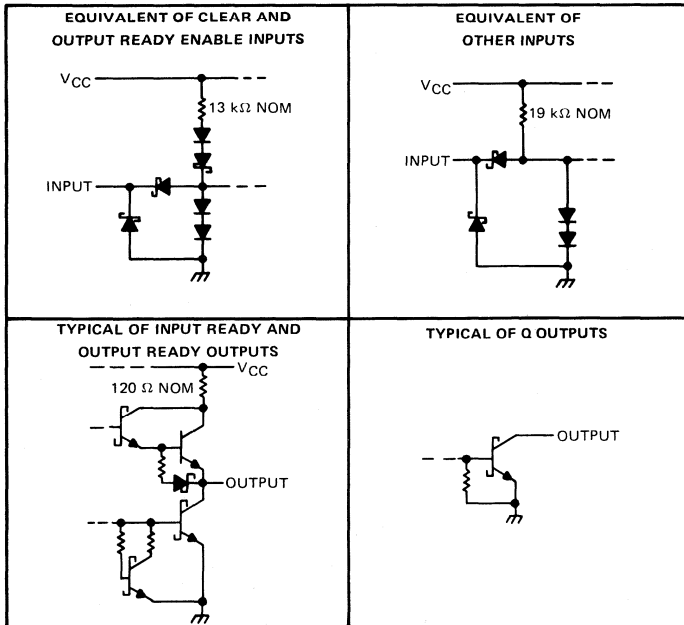 EQUIVALENT OF CLEAR AND
OUTPUT READY ENABLE INPUTS
VCC
13 kΩ NOM
INPUT
EQUIVALENT OF
OTHER INPUTS
VCC
19 kΩ NOM
INPUT
TYPICAL OF INPUT READY AND
OUTPUT READY OUTPUTS
VCC
120 Ω NOM
OUTPUT
TYPICAL OF Q OUTPUTS
OUTPUT